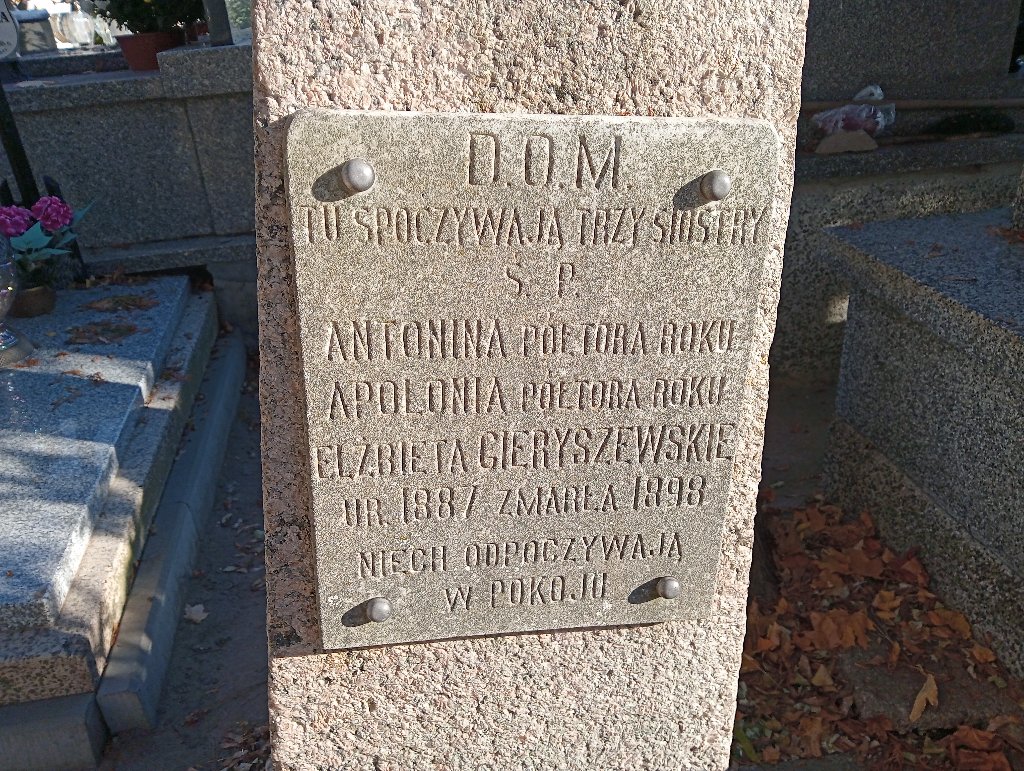 D.O.M.
TU SPOCZYWAJĄ TRZY SIOSTRY
Ś. P.
ANTONINA PÓŁTORA ROKU
APOLONIA PÓŁTORA ROKU
ELŻBIETA GIERYSZEWSKIE
UR. 1887 ZMARŁA 1898
NIECH ODPOCZYWAJĄ
W POKOJU